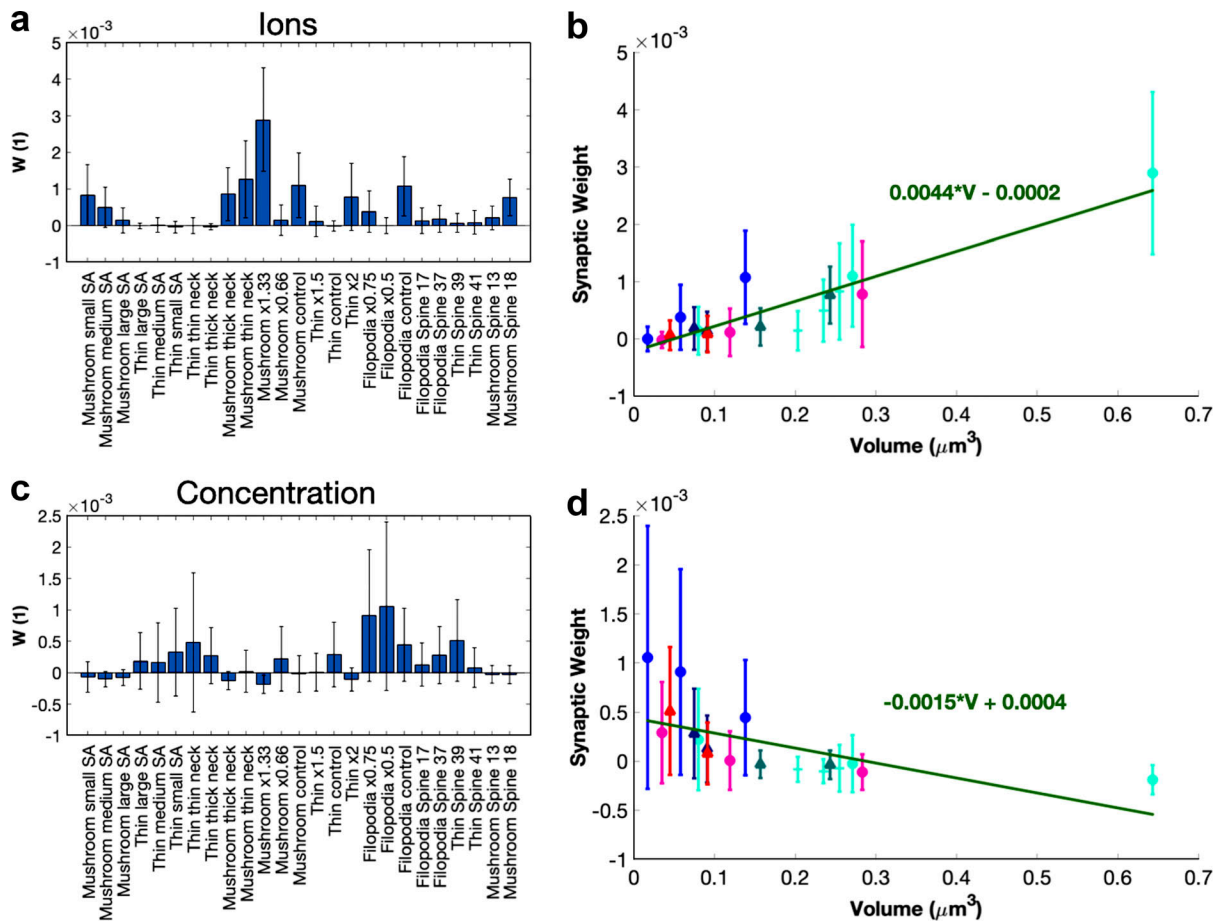 a
Ions
×10⁻³
5
4
3
2
1
0
-1
W (1)
Mushroom small SA
Mushroom medium SA
Mushroom large SA
Thin large SA
Thin medium SA
Thin small SA
Thin thin neck
Thin thick neck
Mushroom thick neck
Mushroom thin neck
Mushroom x1.33
Mushroom x0.66
Mushroom control
Thin x1.5
Thin control
Thin x2
Filopodia x0.75
Filopodia x0.5
Filopodia control
Filopodia Spine 17
Filopodia Spine 37
Thin Spine 39
Thin Spine 41
Mushroom Spine 13
Mushroom Spine 18
b
×10⁻³
5
4
3
2
1
0
-1
Synaptic Weight
0.0044*V - 0.0002
0 0.1 0.2 0.3 0.4 0.5 0.6 0.7
Volume (μm³)
c
Concentration
×10⁻³
2.5
2
1.5
1
0.5
0
-0.5
-1
W (1)
Mushroom small SA
Mushroom medium SA
Mushroom large SA
Thin large SA
Thin medium SA
Thin small SA
Thin thin neck
Thin thick neck
Mushroom thick neck
Mushroom thin neck
Mushroom x1.33
Mushroom x0.66
Mushroom control
Thin x1.5
Thin control
Thin x2
Filopodia x0.75
Filopodia x0.5
Filopodia control
Filopodia Spine 17
Filopodia Spine 37
Thin Spine 39
Thin Spine 41
Mushroom Spine 13
Mushroom Spine 18
d
×10⁻³
2.5
2
1.5
1
0.5
0
-0.5
-1
Synaptic Weight
-0.0015*V + 0.0004
0 0.1 0.2 0.3 0.4 0.5 0.6 0.7
Volume (μm³)